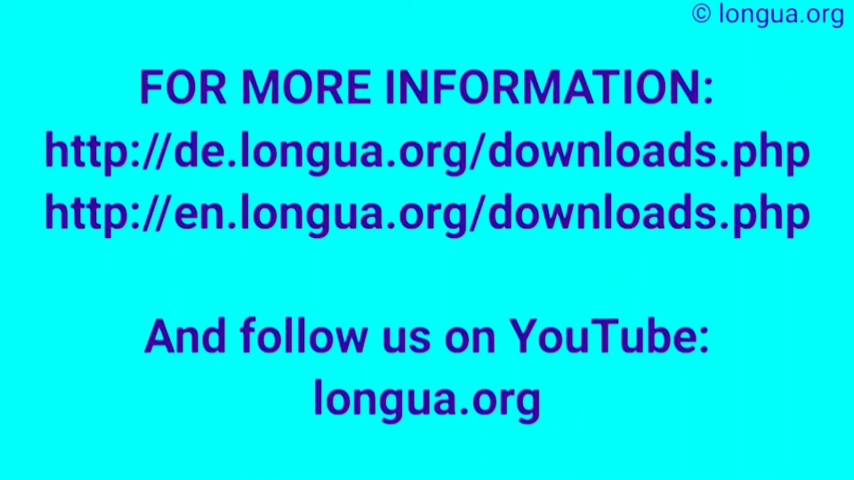 © longua.org
FOR MORE INFORMATION:
http://de.longua.org/downloads.php
http://en.longua.org/downloads.php
And follow us on YouTube:
longua.org